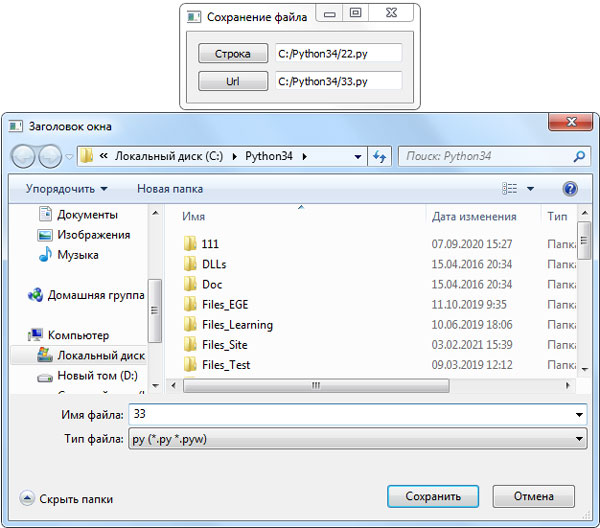 Сохранение файла
Строка C:/Python34/22.py
Url C:/Python34/33.py
Заголовок окна
« Локальный диск (C:) Python34 Поиск: Python34
Упорядочить Новая папка
Документы
Изображения
Музыка
Домашняя группа
Компьютер
Локальный диск
Новый том (D:)
Имя Дата изменения Тип
111 07.09.2020 15:27 Папка
DLLs 15.04.2016 20:34 Папка
Doc 15.04.2016 20:34 Папка
Files_EGE 11.10.2019 9:35 Папка
Files_Learning 10.06.2019 18:06 Папка
Files_Site 03.02.2021 15:39 Папка
Files_Test 09.03.2019 12:12 Папка
Имя файла: 33
Тип файла: py (*.py *.pyw)
Скрыть папки Сохранить Отмена